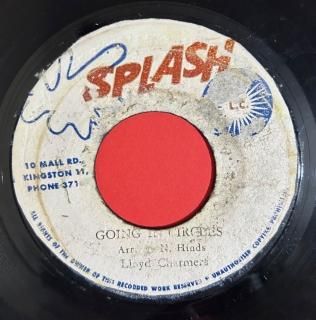 SPLASH
L.C.
10 MALL RD.,
KINGSTON 11,
PHONE 371
GOING IN CIRCLES
Arr. N. Hinds
Lloyd Charmers
ALL RIGHTS OF THE OWNER OF THIS RECORDED WORK RESERVED • UNAUTHORISED COPYING PROHIBITED